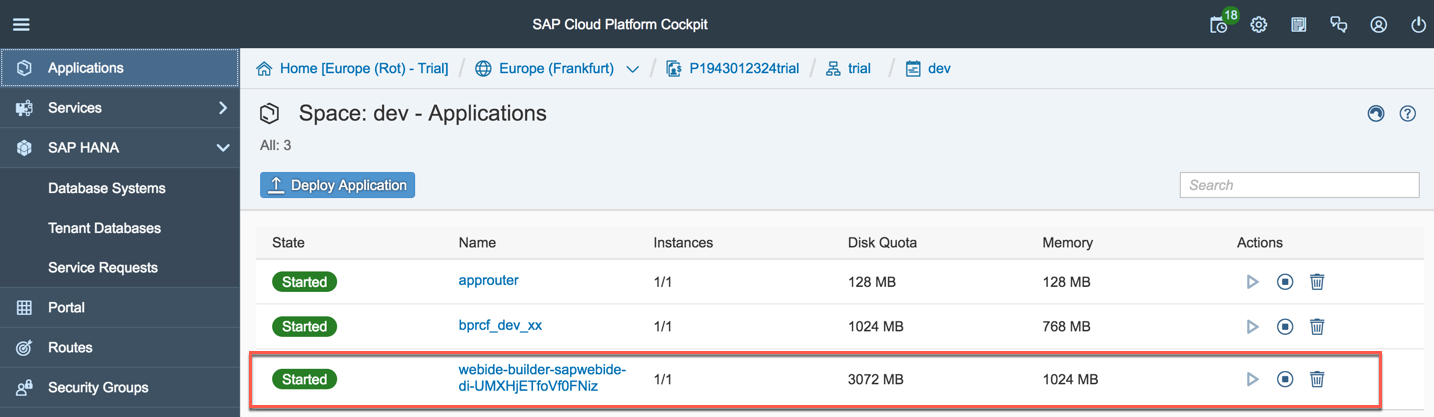 SAP Cloud Platform Cockpit
18
Applications
Home [Europe (Rot) - Trial] / Europe (Frankfurt) / P1943012324trial / trial / dev
Services
Space: dev - Applications
SAP HANA
All: 3
Database Systems
Deploy Application
Search
Tenant Databases
State Name Instances Disk Quota Memory Actions
Service Requests
Started approuter 1/1 128 MB 128 MB
Portal
Started bprcf_dev_xx 1/1 1024 MB 768 MB
Routes
webide-builder-sapwebide-
Started di-UMXHjETfoVf0FNiz 1/1 3072 MB 1024 MB
Security Groups